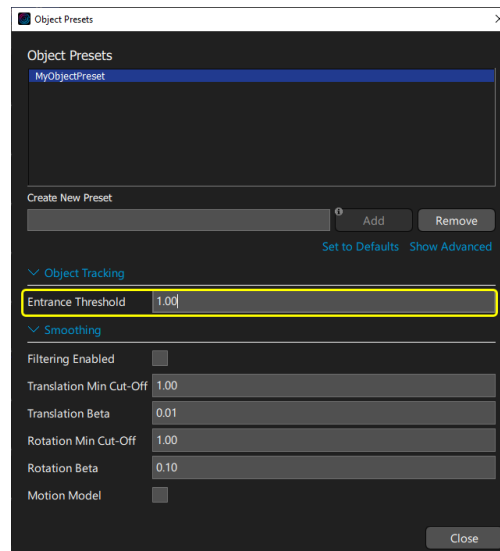 Object Presets
Object Presets
MyObjectPreset
Create New Preset
Add Remove
Set to Defaults Show Advanced
Object Tracking
Entrance Threshold 1.00
Smoothing
Filtering Enabled
Translation Min Cut-Off 1.00
Translation Beta 0.01
Rotation Min Cut-Off 1.00
Rotation Beta 0.10
Motion Model
Close